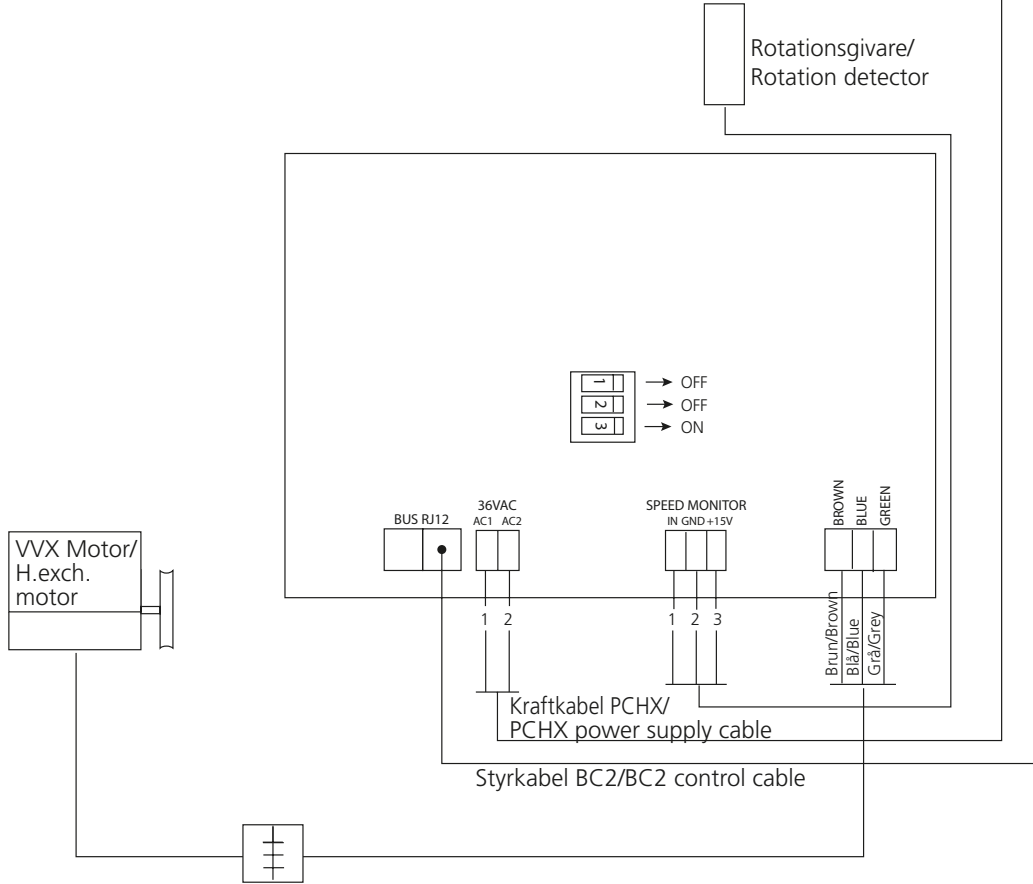 Rotationsgivare/
Rotation detector
1 → OFF
2 → OFF
3 → ON
BUS RJ12
36VAC
AC1 AC2
SPEED MONITOR
IN GND +15V
BROWN
BLUE
GREEN
VVX Motor/
H.exch.
motor
1 2
1 2 3
Brun/Brown
Blå/Blue
Grå/Grey
Kraftkabel PCHX/
PCHX power supply cable
Styrkabel BC2/BC2 control cable